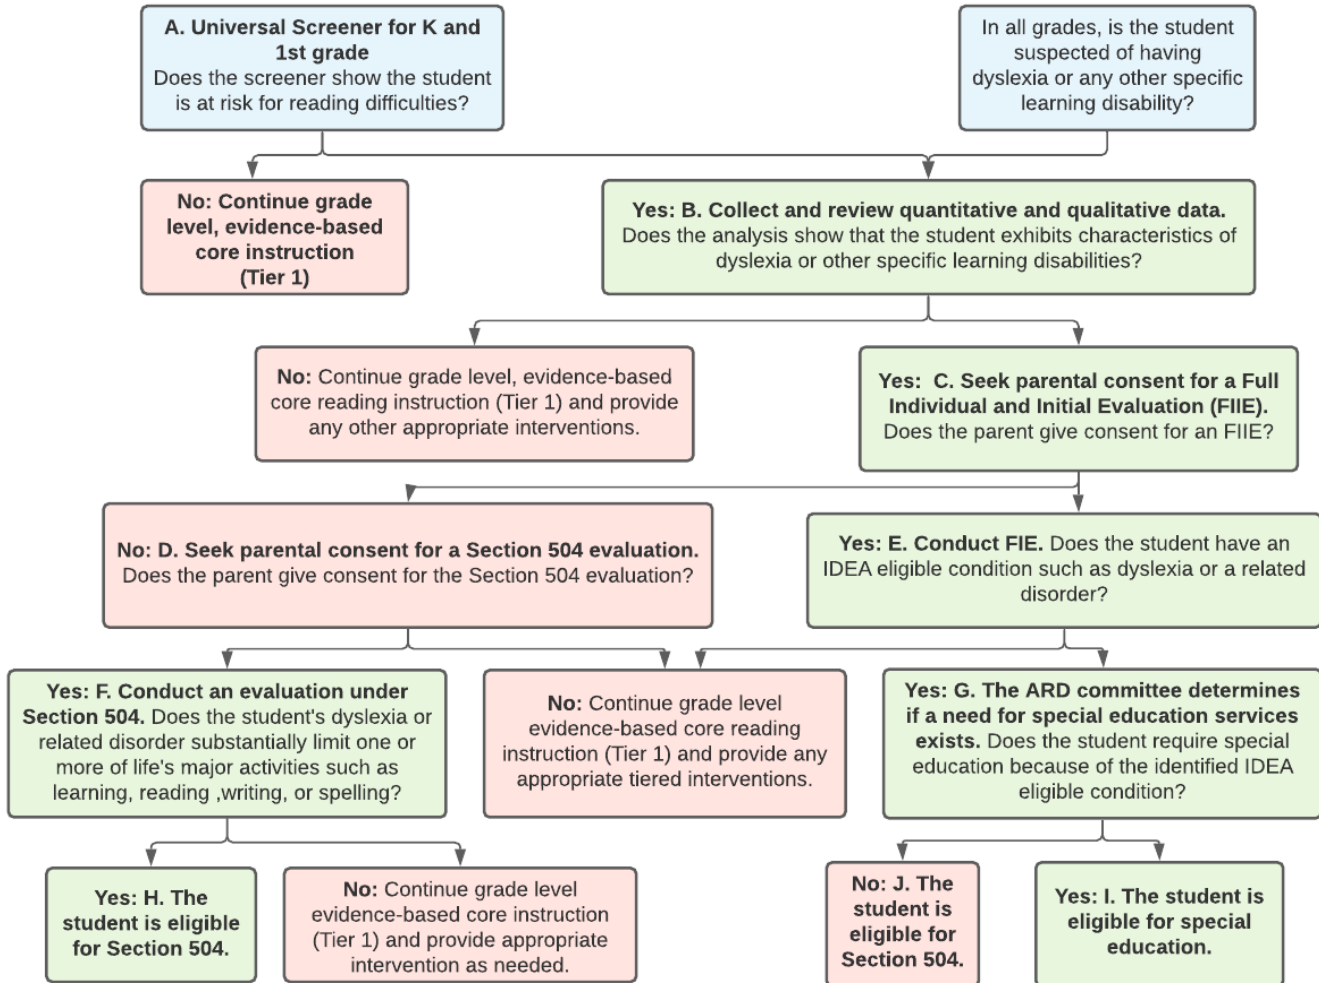 A. Universal Screener for K and
1st grade
Does the screener show the student
is at risk for reading difficulties?
In all grades, is the student
suspected of having
dyslexia or any other specific
learning disability?
No: Continue grade
level, evidence-based
core instruction
(Tier 1)
Yes: B. Collect and review quantitative and qualitative data.
Does the analysis show that the student exhibits characteristics of
dyslexia or other specific learning disabilities?
No: Continue grade level, evidence-based
core reading instruction (Tier 1) and provide
any other appropriate interventions.
Yes: C. Seek parental consent for a Full
Individual and Initial Evaluation (FIIE).
Does the parent give consent for an FIIE?
No: D. Seek parental consent for a Section 504 evaluation.
Does the parent give consent for the Section 504 evaluation?
Yes: E. Conduct FIE. Does the student have an
IDEA eligible condition such as dyslexia or a related
disorder?
Yes: F. Conduct an evaluation under
Section 504. Does the student's dyslexia or
related disorder substantially limit one or
more of life's major activities such as
learning, reading ,writing, or spelling?
No: Continue grade level
evidence-based core reading
instruction (Tier 1) and provide any
appropriate tiered interventions.
Yes: G. The ARD committee determines
if a need for special education services
exists. Does the student require special
education because of the identified IDEA
eligible condition?
Yes: H. The
student is eligible
for Section 504.
No: Continue grade level
evidence-based core instruction
(Tier 1) and provide appropriate
intervention as needed.
No: J. The
student is
eligible for
Section 504.
Yes: I. The student is
eligible for special
education.